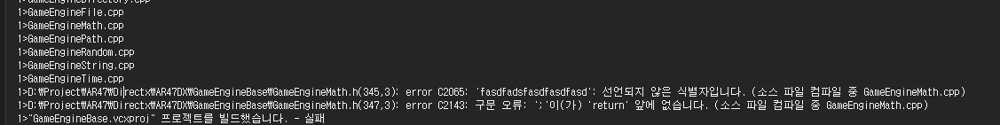 1>GameEngineDirectory.cpp
1>GameEngineFile.cpp
1>GameEngineMath.cpp
1>GameEnginePath.cpp
1>GameEngineRandom.cpp
1>GameEngineString.cpp
1>GameEngineTime.cpp
1>D:\Project\AR47\Directx\AR47DX\GameEngineBase\GameEngineMath.h(345,3): error C2065: 'fasdfadsfasdfasdfasd': 선언되지 않은 식별자입니다. (소스 파일 컴파일 중 GameEngineMath.cpp)
1>D:\Project\AR47\Directx\AR47DX\GameEngineBase\GameEngineMath.h(347,3): error C2143: 구문 오류: ';'이(가) 'return' 앞에 없습니다. (소스 파일 컴파일 중 GameEngineMath.cpp)
1>"GameEngineBase.vcxproj" 프로젝트를 빌드했습니다. - 실패